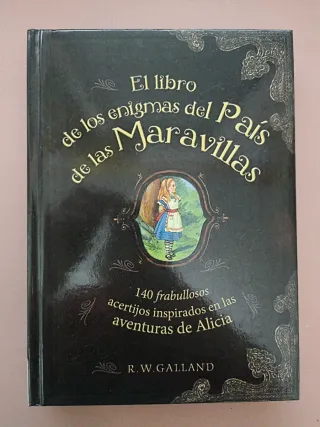 El libro
de los enigmas del País
de las Maravillas
140 frabullosos
acertijos inspirados en las
aventuras de Alicia
R. W. GALLAND